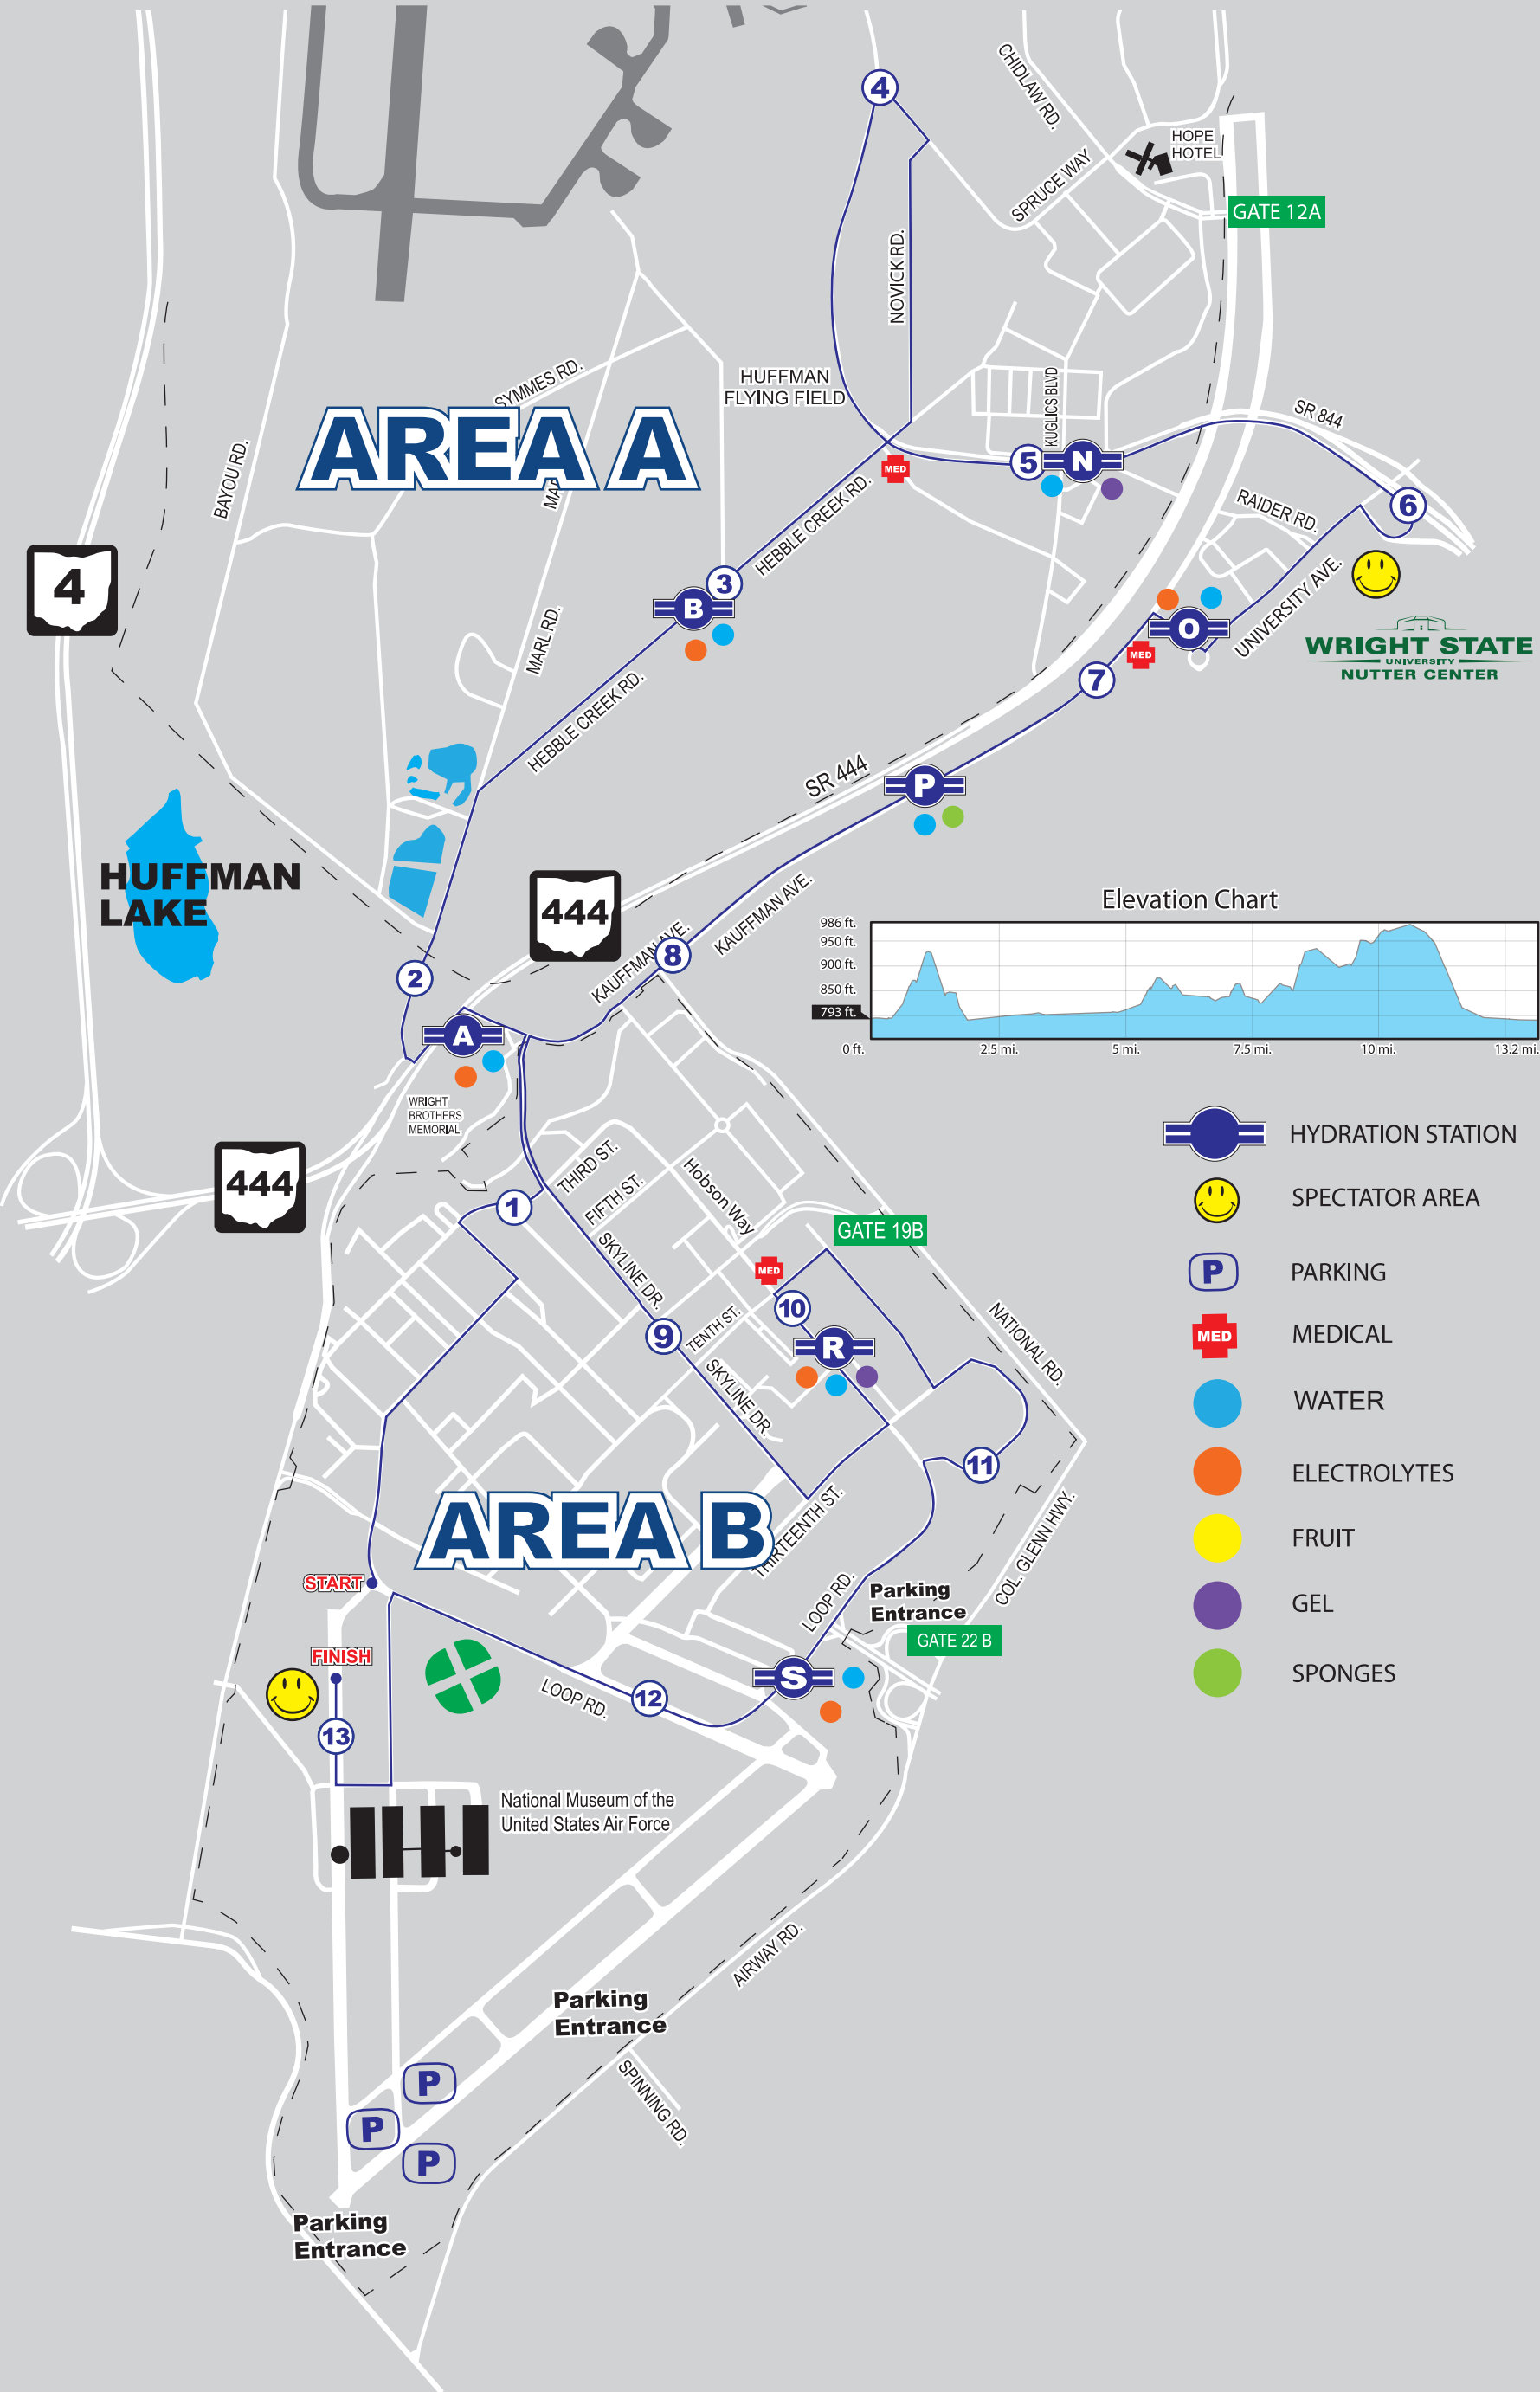 4
CHIDLAW RD.
HOPE
HOTEL
SPRUCE WAY
GATE 12A
NOVICK RD.
SYMMES RD.
HUFFMAN
FLYING FIELD
AREA A
BAYOU RD.
KUGLICS BLVD
SR 844
5
N
MED
6
HEBBLE CREEK RD.
RAIDER RD.
4
3
B
UNIVERSITY AVE.
O
MED
WRIGHT STATE
UNIVERSITY
NUTTER CENTER
MARL RD.
7
HEBBLE CREEK RD.
SR 444
P
HUFFMAN
LAKE
444
KAUFFMAN AVE.
KAUFFMAN AVE.
8
2
A
WRIGHT
BROTHERS
MEMORIAL
Elevation Chart
986 ft.
950 ft.
900 ft.
850 ft.
793 ft.
0 ft.
2.5 mi.
5 mi.
7.5 mi.
10 mi.
13.2 mi.
HYDRATION STATION
SPECTATOR AREA
P
PARKING
MED
MEDICAL
WATER
ELECTROLYTES
FRUIT
GEL
SPONGES
444
1
THIRD ST.
FIFTH ST.
Hobson Way
GATE 19B
SKYLINE DR.
MED
10
9
TENTH ST.
R
NATIONAL RD.
SKYLINE DR.
11
AREA B
THIRTEENTH ST.
COL. GLENN HWY.
START
LOOP RD.
Parking
Entrance
GATE 22 B
FINISH
S
LOOP RD.
12
13
National Museum of the
United States Air Force
AIRWAY RD.
Parking
Entrance
SPINNING RD.
P
P
P
Parking
Entrance